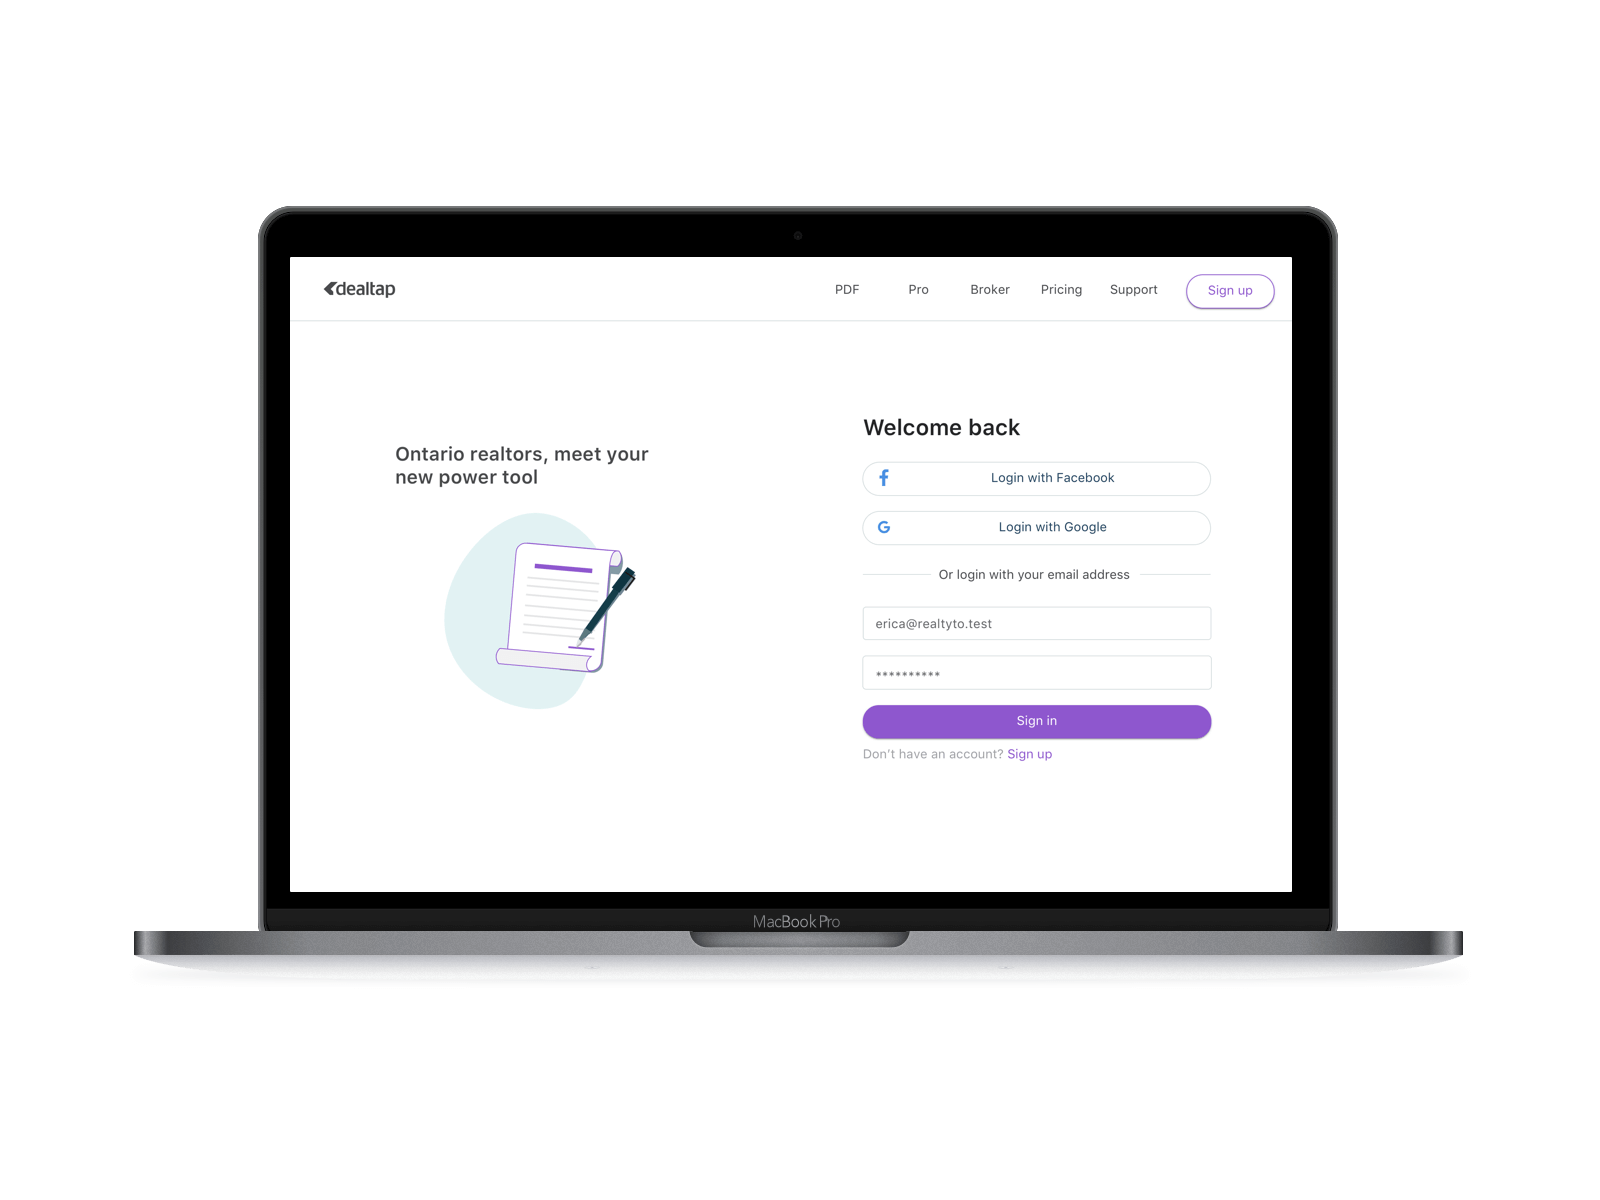 dealtap
PDF
Pro
Broker
Pricing
Support
Sign up
Ontario realtors, meet your
new power tool
Welcome back
Login with Facebook
G
Login with Google
Or login with your email address
erica@realtyto.test
**********
Sign in
Don't have an account? Sign up
MacBook Pro